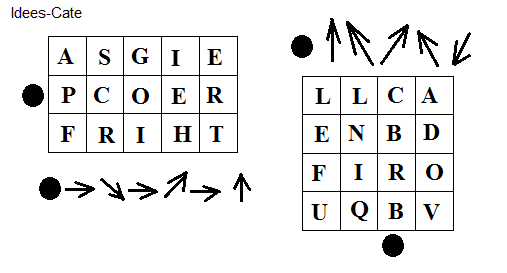 Idees-Cate
A S G I E
P C O E R
F R I H T
L L C A
E N B D
F I R O
U Q B V